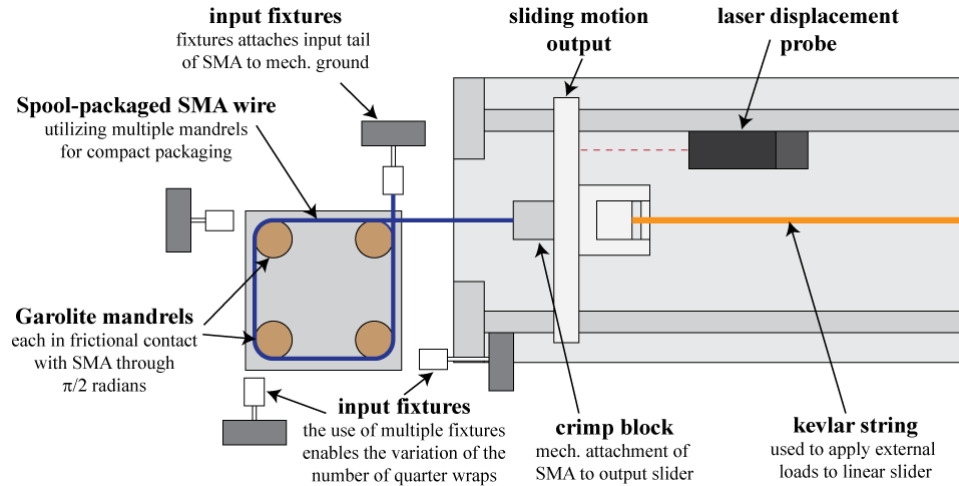 input fixtures
fixtures attaches input tail
of SMA to mech. ground
sliding motion
output
laser displacement
probe
Spool-packaged SMA wire
utilizing multiple mandrels
for compact packaging
Garolite mandrels
each in frictional contact
with SMA through
π/2 radians
input fixtures
the use of multiple fixtures
enables the variation of the
number of quarter wraps
crimp block
mech. attachment of
SMA to output slider
kevlar string
used to apply external
loads to linear slider